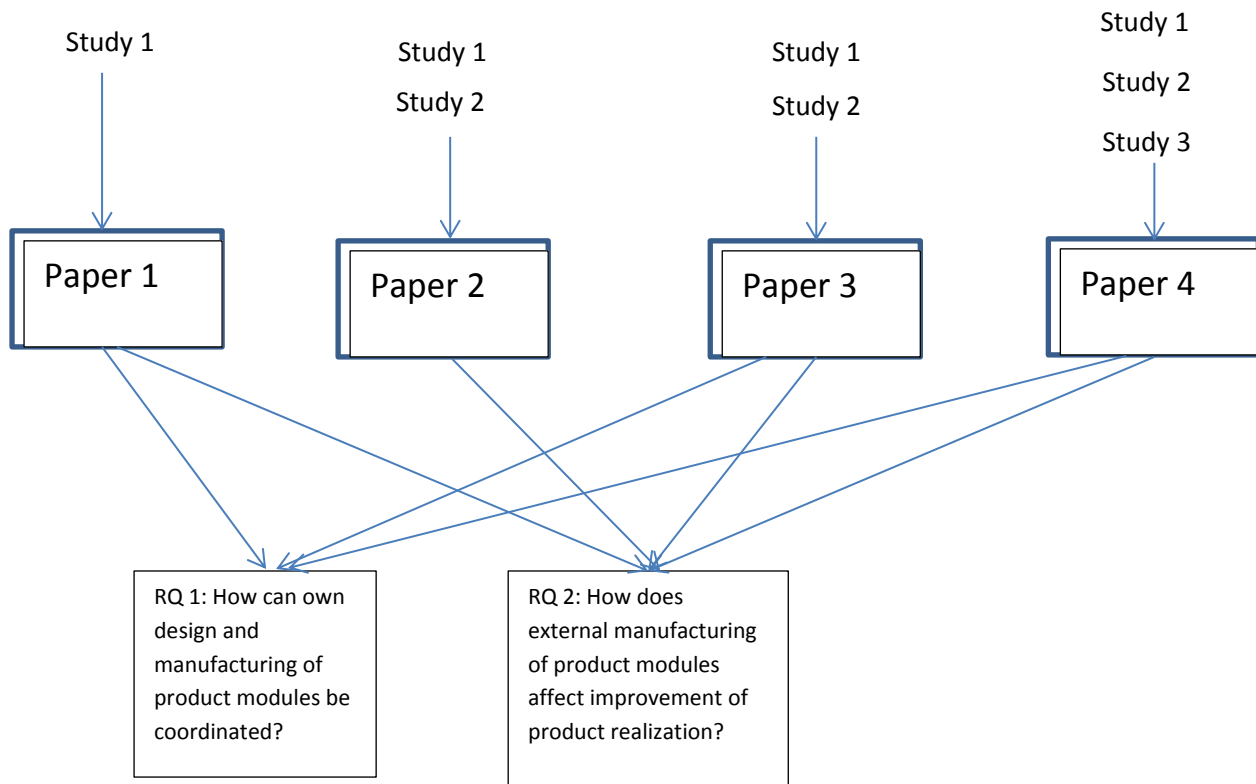 Study 1
Study 1
Study 2
Study 1
Study 2
Study 1
Study 2
Study 3
Paper 1
Paper 2
Paper 3
Paper 4
RQ 1: How can own
design and
manufacturing of
product modules be
coordinated?
RQ 2: How does
external manufacturing
of product modules
affect improvement of
product realization?